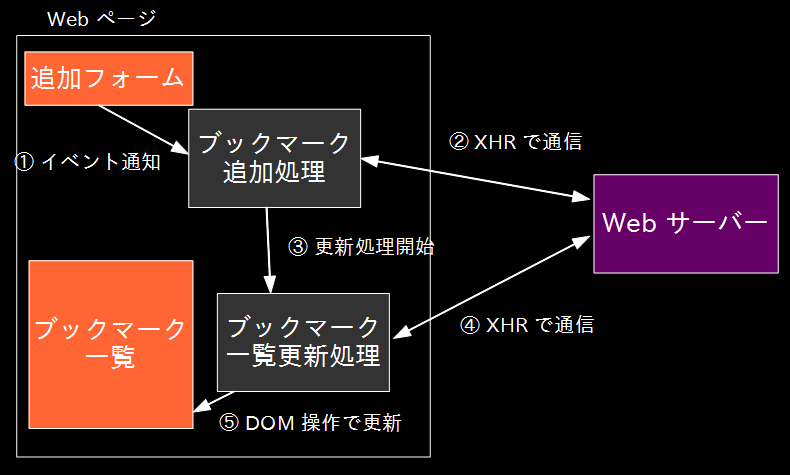 Web ページ
追加フォーム
① イベント通知
ブックマーク
追加処理
② XHR で通信
Web サーバー
③ 更新処理開始
ブックマーク
一覧
ブックマーク
一覧更新処理
④ XHR で通信
⑤ DOM 操作で更新